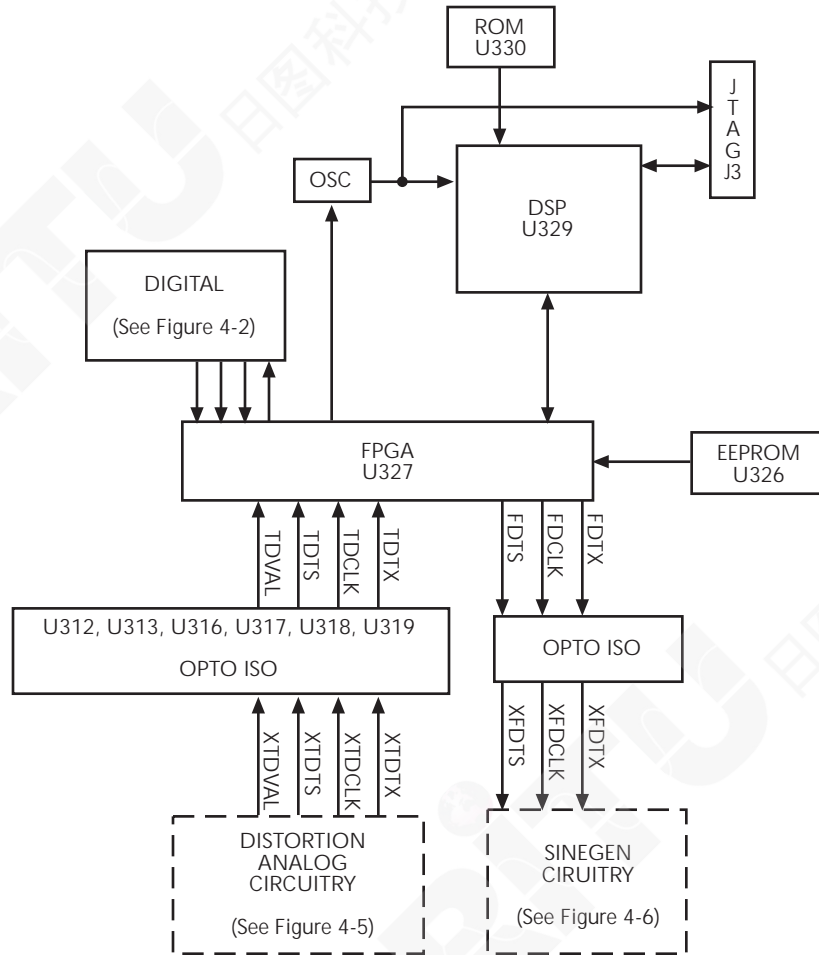 ROM
U330
J
T
A
G
J3
OSC
DSP
U329
DIGITAL
(See Figure 4-2)
FPGA
U327
EEPROM
U326
TDVAL
TDTS
TDCLK
TDTX
FDTS
FDCLK
FDTX
U312, U313, U316, U317, U318, U319
OPTO ISO
OPTO ISO
XTDVAL
XTDTS
XTDCLK
XTDTX
XFDTS
XFDCLK
XFDTX
DISTORTION
ANALOG
CIRCUITRY
(See Figure 4-5)
SINEGEN
CIRUITRY
(See Figure 4-6)